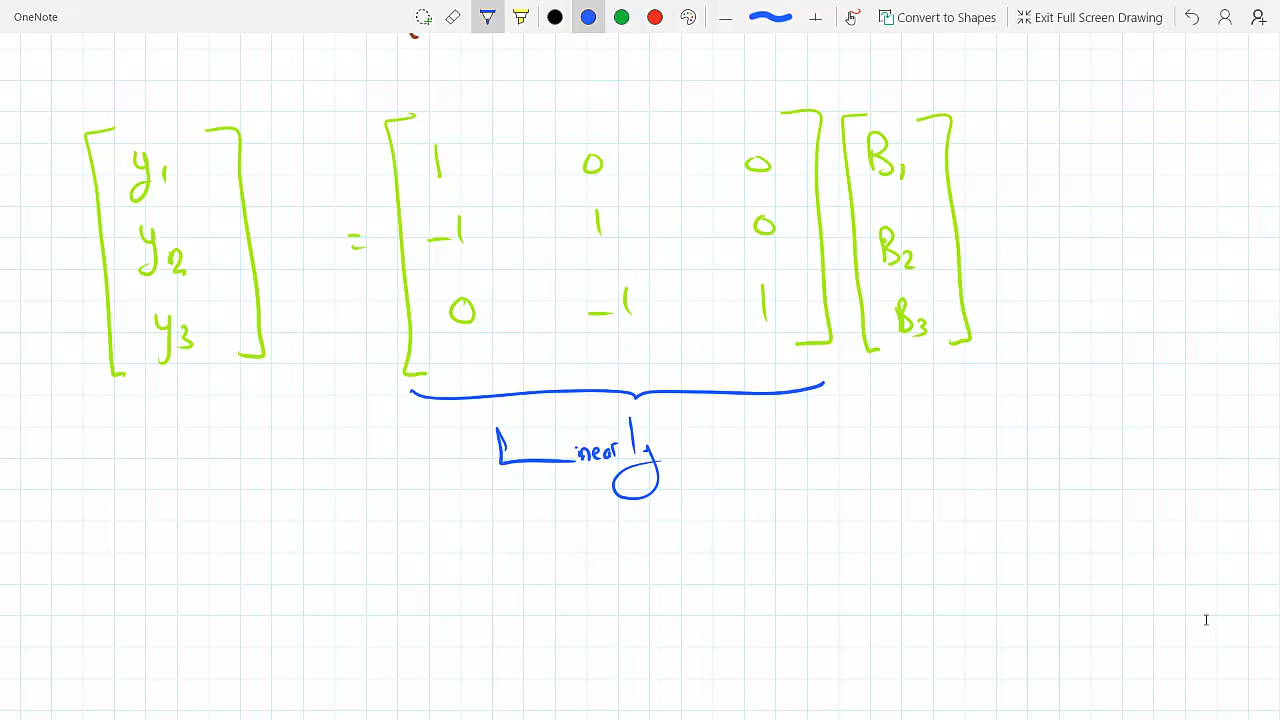 OneNote Convert to Shapes Exit Full Screen Drawing
y1 = 1 0 0 B1
y2 -1 1 0 B2
y3 0 -1 1 B3
Linearly